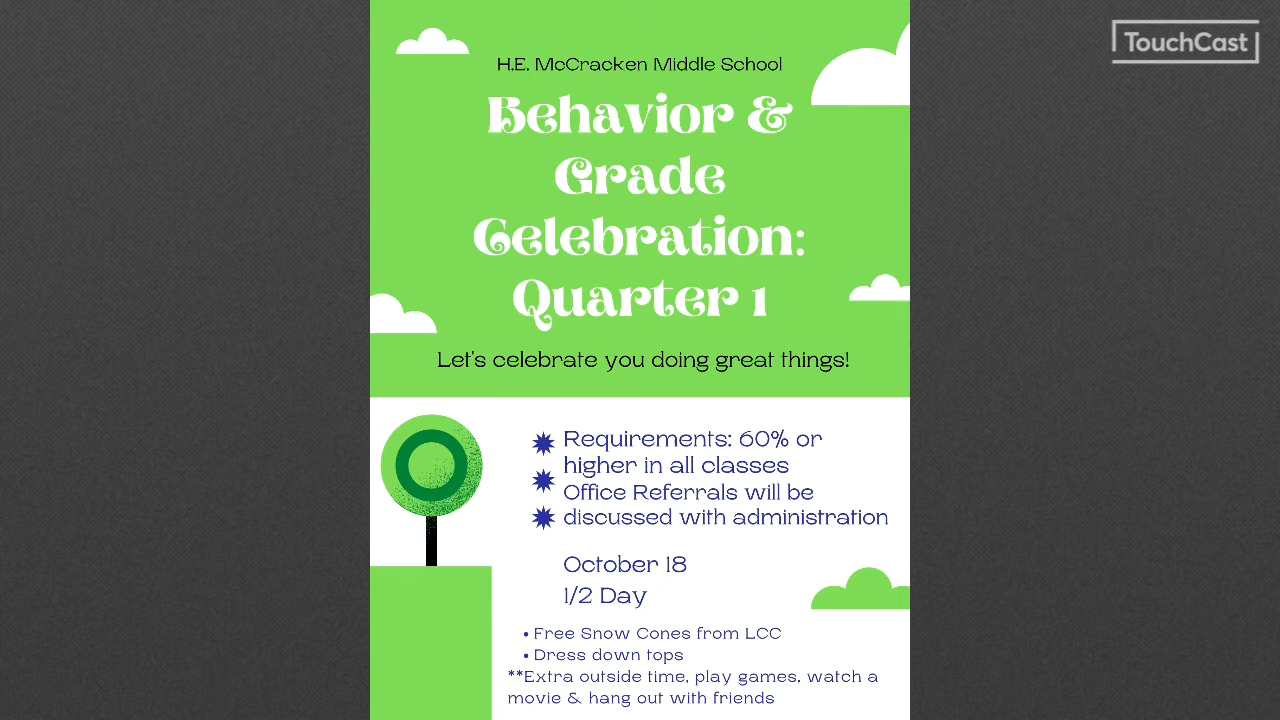 TouchCast
H.E. McCracken Middle School
Behavior &
Grade
Celebration:
Quarter 1
Let's celebrate you doing great things!
Requirements: 60% or
higher in all classes
Office Referrals will be
discussed with administration
October 18
1/2 Day
• Free Snow Cones from LCC
• Dress down tops
**Extra outside time, play games, watch a
movie & hang out with friends